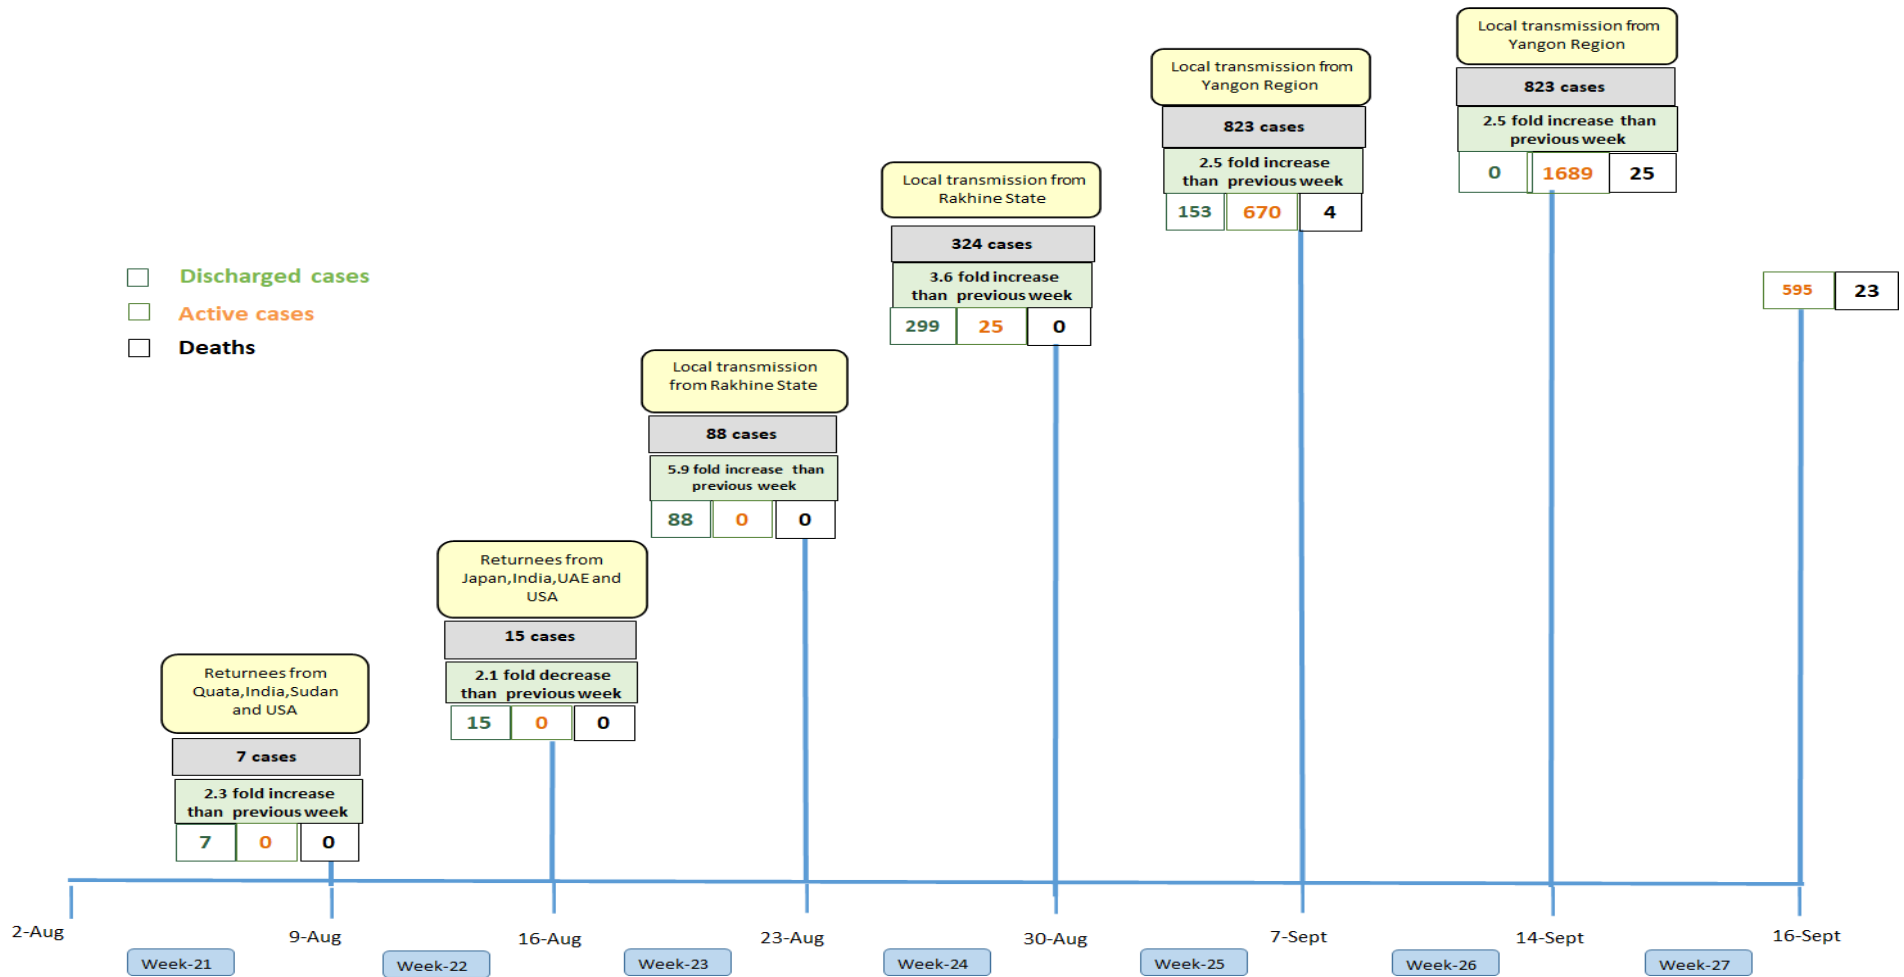 Local transmission from
Yangon Region
823 cases
2.5 fold increase than
previous week
0 1689 25
Local transmission from
Yangon Region
823 cases
2.5 fold increase
than previous week
153 670 4
Local transmission from
Rakhine State
324 cases
3.6 fold increase
than previous week
299 25 0
Discharged cases
Active cases
Deaths
595 23
Local transmission
from Rakhine State
88 cases
5.9 fold increase than
previous week
88 0 0
Returnees from
Japan,India,UAE and
USA
15 cases
2.1 fold decrease
than previous week
15 0 0
Returnees from
Quata,India,Sudan
and USA
7 cases
2.3 fold increase
than previous week
7 0 0
2-Aug 9-Aug 16-Aug 23-Aug 30-Aug 7-Sept 14-Sept 16-Sept
Week-21 Week-22 Week-23 Week-24 Week-25 Week-26 Week-27